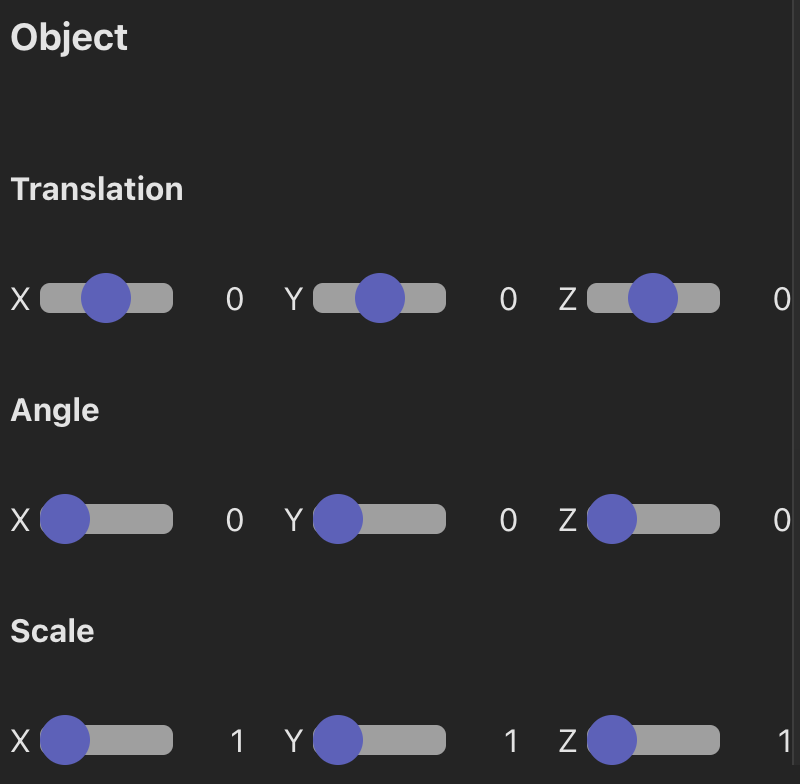 Object
Translation
X 0 Y 0 Z 0
Angle
X 0 Y 0 Z 0
Scale
X 1 Y 1 Z 1